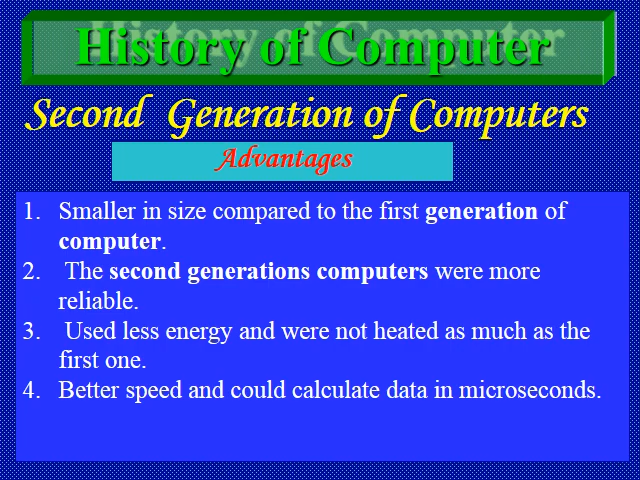 History of Computer
Second Generation of Computers
Advantages
1. Smaller in size compared to the first generation of
computer.
2. The second generations computers were more
reliable.
3. Used less energy and were not heated as much as the
first one.
4. Better speed and could calculate data in microseconds.